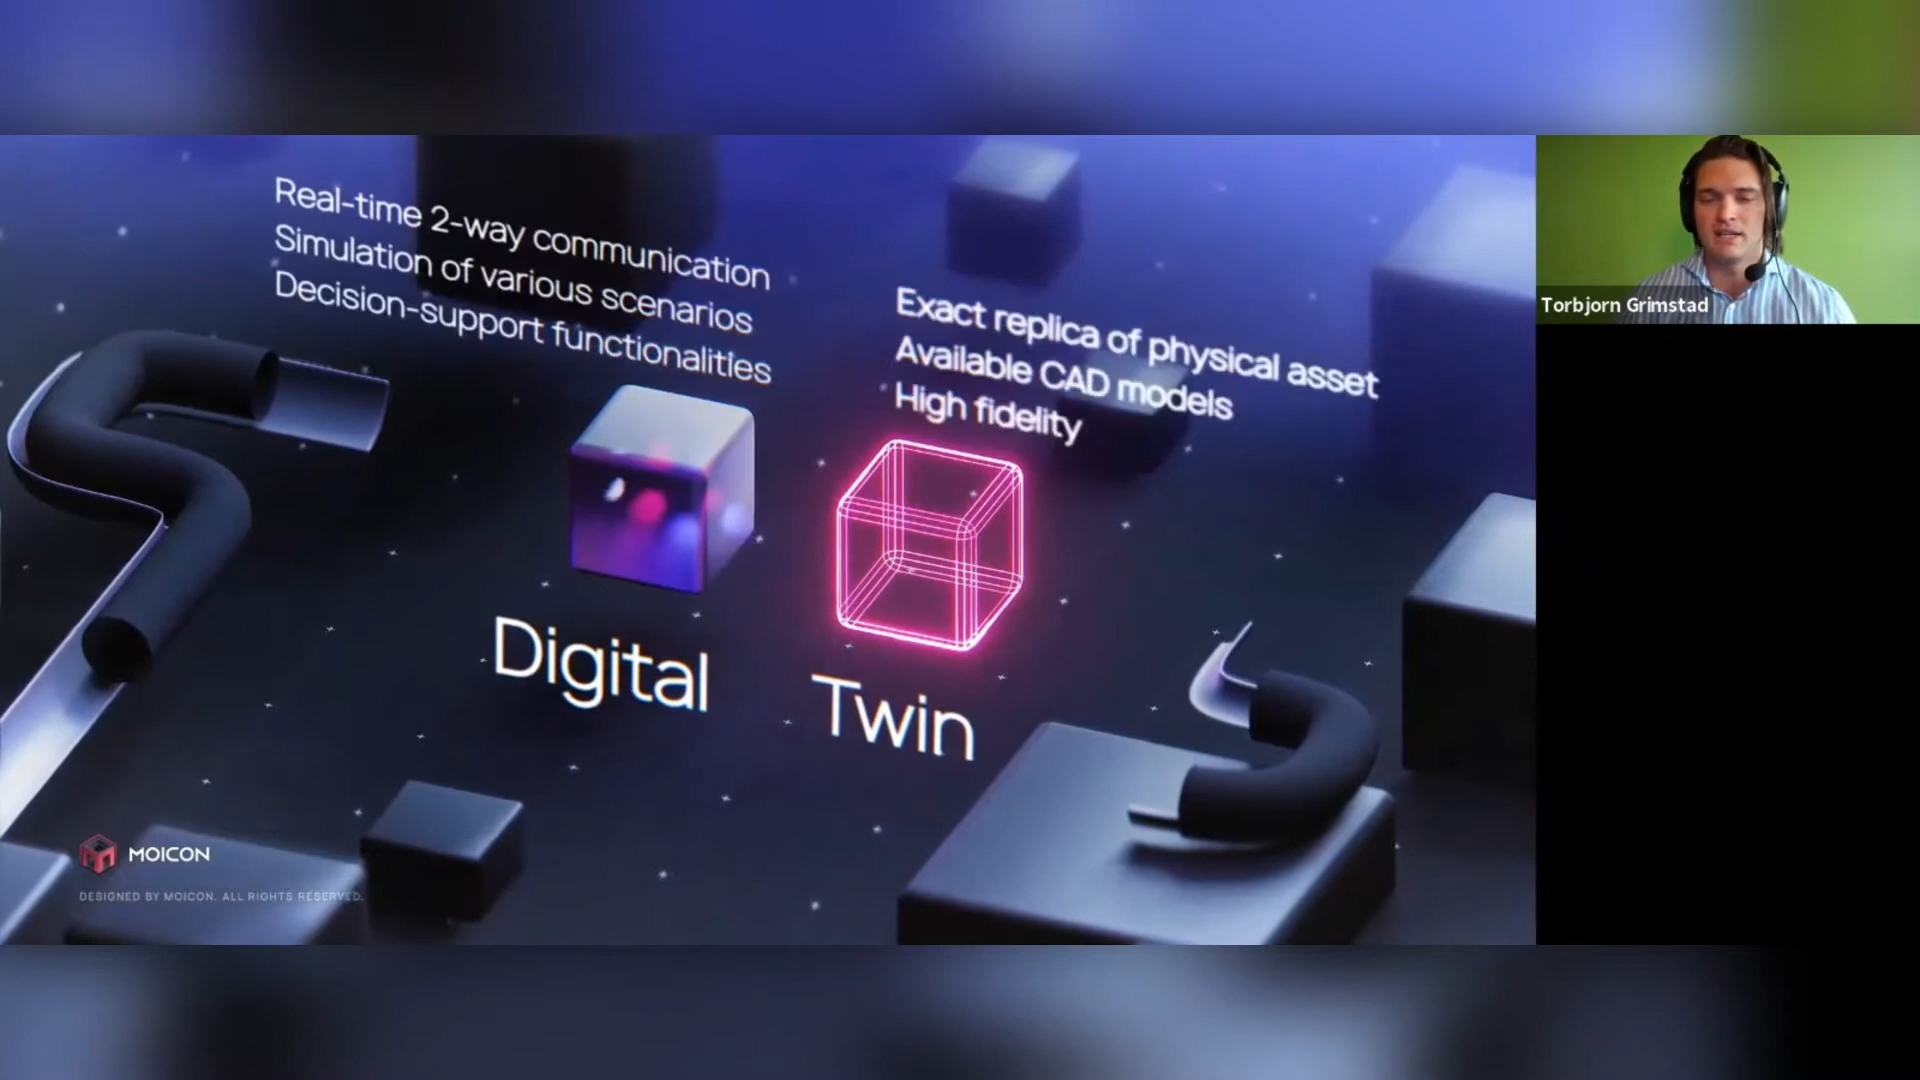 Real-time 2-way communication
Simulation of various scenarios
Decision-support functionalities
Exact replica of physical asset
Available CAD models
High fidelity
Digital
Twin
MOICON
DESIGNED BY MOICON. ALL RIGHTS RESERVED.
Torbjorn Grimstad